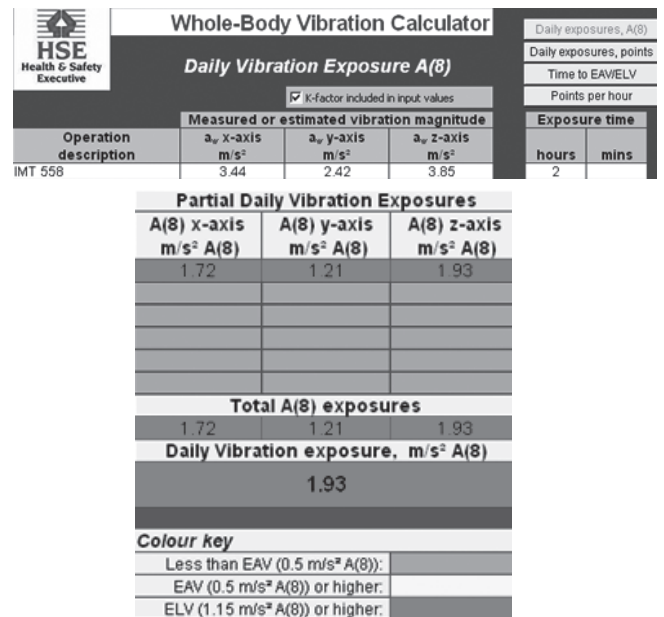 Whole-Body Vibration Calculator
HSE
Health & Safety
Executive
Daily Vibration Exposure A(8)
K-factor included in input values
Daily exposures, A(8)
Daily exposures, points
Time to EAV/ELV
Points per hour
Measured or estimated vibration magnitude Exposure time
Operation description a_w x-axis m/s² a_w y-axis m/s² a_w z-axis m/s² hours mins
IMT 558 3.44 2.42 3.85 2
Partial Daily Vibration Exposures
A(8) x-axis A(8) y-axis A(8) z-axis
m/s² A(8) m/s² A(8) m/s² A(8)
1.72 1.21 1.93
Total A(8) exposures
1.72 1.21 1.93
Daily Vibration exposure, m/s² A(8)
1.93
Colour key
Less than EAV (0.5 m/s² A(8)):
EAV (0.5 m/s² A(8)) or higher:
ELV (1.15 m/s² A(8)) or higher: